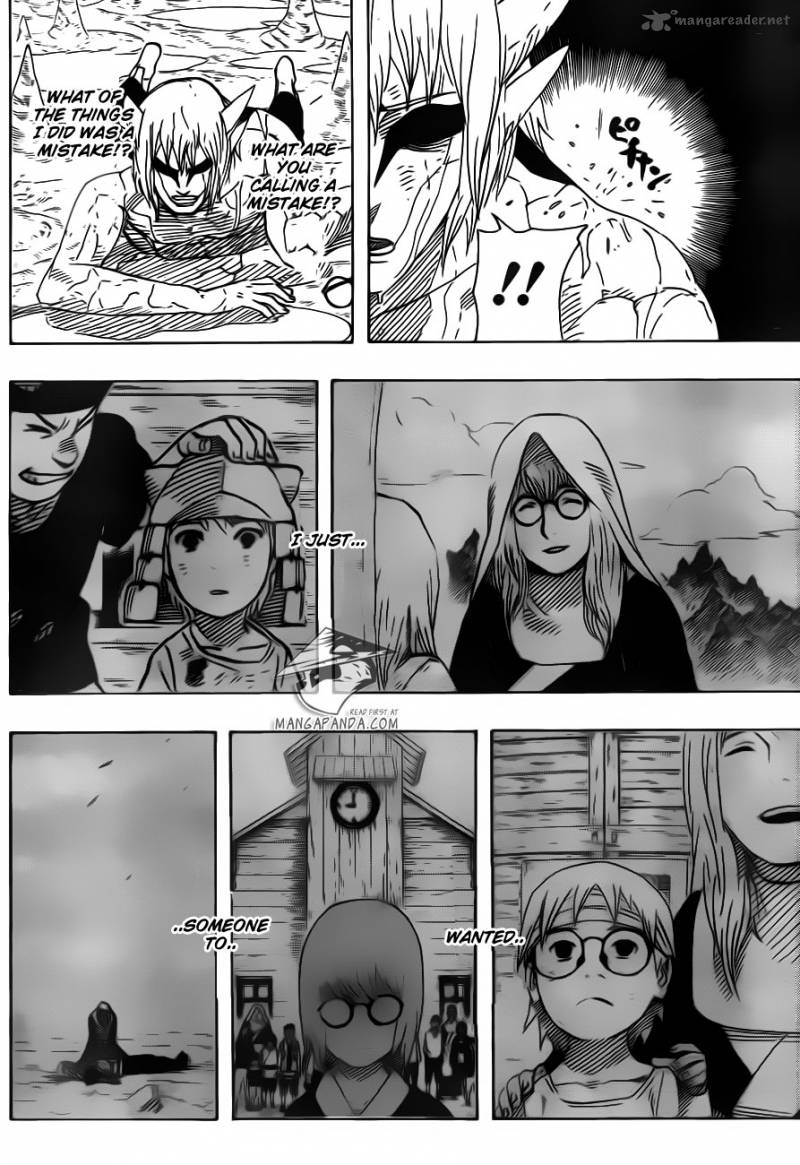 mangareader.net
ピチャン
!!
WHAT ARE
YOU
CALLING A
MISTAKE!?
WHAT OF
THE THINGS
I DID WAS A
MISTAKE!?
I JUST...
READ FIRST AT
MANGAPANDA.COM
WANTED..
..SOMEONE
TO..